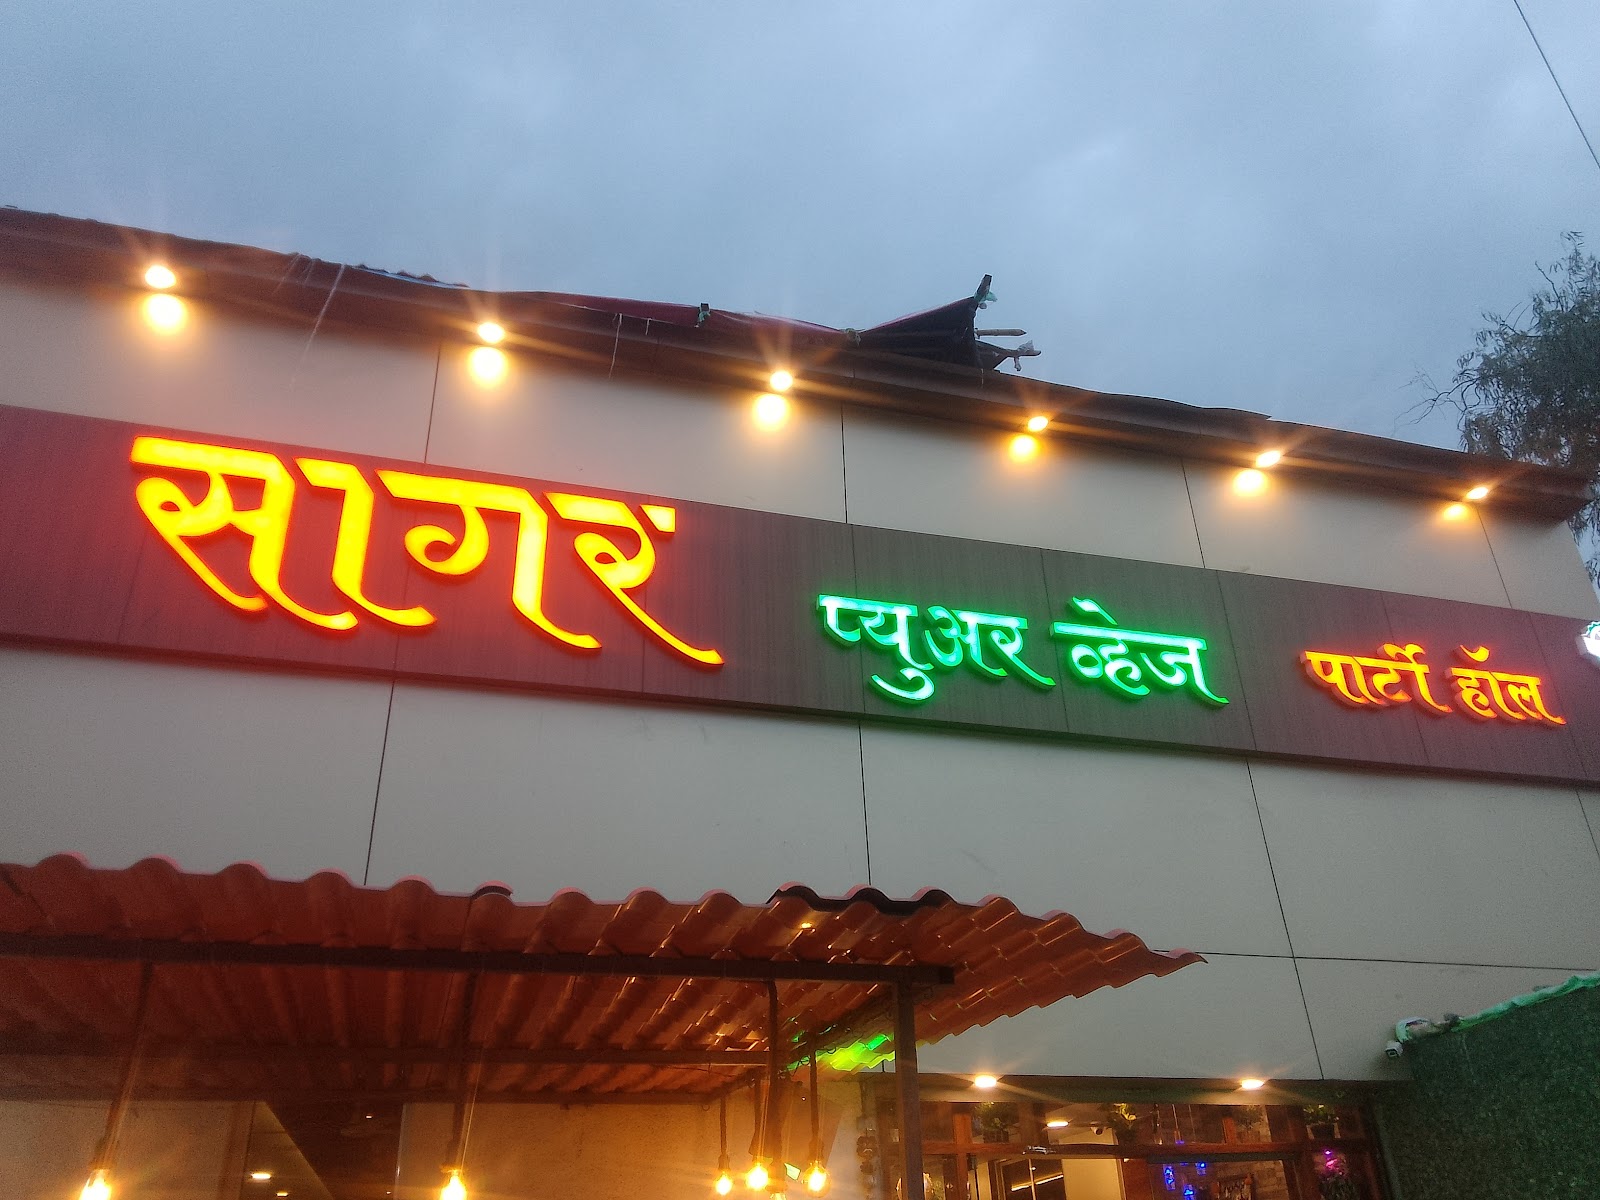 सागर प्युअर व्हेज पार्टी हॉल